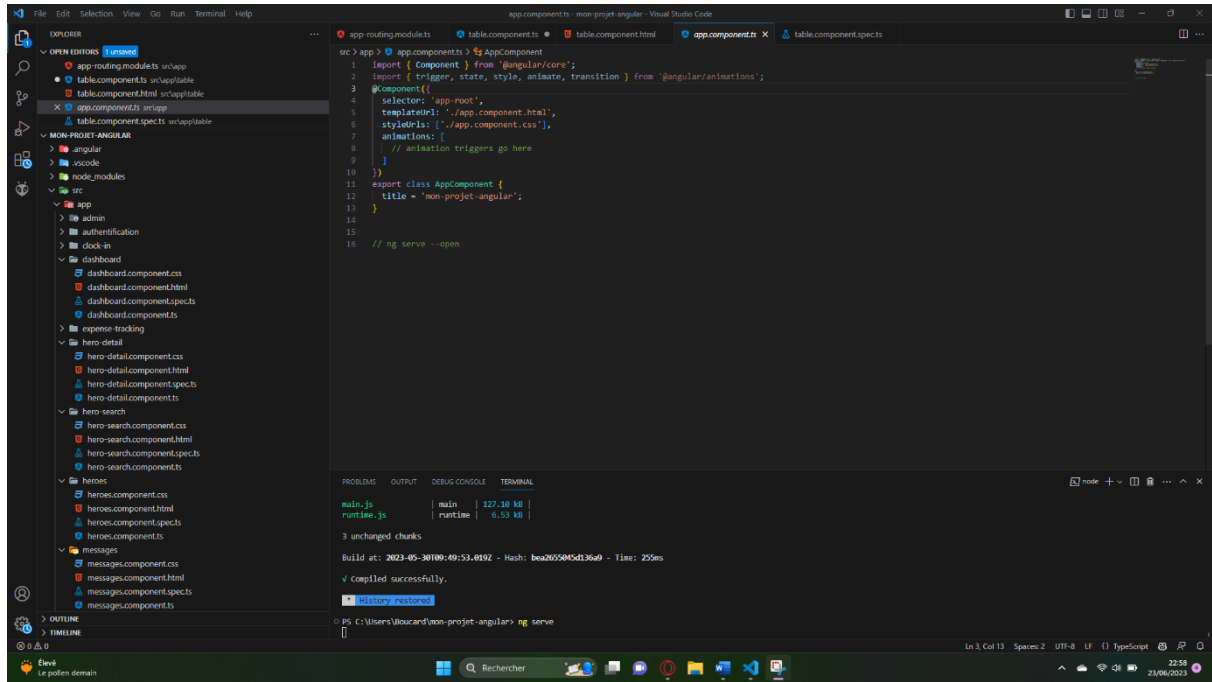 File Edit Selection View Go Run Terminal Help
app.component.ts - mon-projet-angular - Visual Studio Code
EXPLORER
OPEN EDITORS 1 unsaved
app-routing.module.ts src\app
table.component.ts src\app\table
table.component.html src\app\table
app.component.ts src\app
table.component.spec.ts src\app\table
MON-PROJET-ANGULAR
.angular
.vscode
node_modules
src
app
admin
authentification
clock-in
dashboard
dashboard.component.css
dashboard.component.html
dashboard.component.spec.ts
dashboard.component.ts
expense-tracking
hero-detail
hero-detail.component.css
hero-detail.component.html
hero-detail.component.spec.ts
hero-detail.component.ts
hero-search
hero-search.component.css
hero-search.component.html
hero-search.component.spec.ts
hero-search.component.ts
heroes
heroes.component.css
heroes.component.html
heroes.component.spec.ts
heroes.component.ts
messages
messages.component.css
messages.component.html
messages.component.spec.ts
messages.component.ts
OUTLINE
TIMELINE
app-routing.module.ts table.component.ts table.component.html app.component.ts table.component.spec.ts
src > app > app.component.ts > AppComponent
1 import { Component } from '@angular/core';
2 import { trigger, state, style, animate, transition } from '@angular/animations';
3 @Component({
4 selector: 'app-root',
5 templateUrl: './app.component.html',
6 styleUrls: ['./app.component.css'],
7 animations: [
8 // animation triggers go here
9 ]
10 })
11 export class AppComponent {
12 title = 'mon-projet-angular';
13 }
14
15
16 // ng serve --open
PROBLEMS OUTPUT DEBUG CONSOLE TERMINAL
node
main.js | main | 127.10 kB |
runtime.js | runtime | 6.53 kB |
3 unchanged chunks
Build at: 2023-05-30T09:49:53.019Z - Hash: bea2655045d136a9 - Time: 255ms
√ Compiled successfully.
* History restored
PS C:\Users\Boucard\mon-projet-angular> ng serve
0 0
Ln 3, Col 13 Spaces: 2 UTF-8 LF {} TypeScript
Élevé
Le pollen demain
Rechercher
22:58
23/06/2023
4